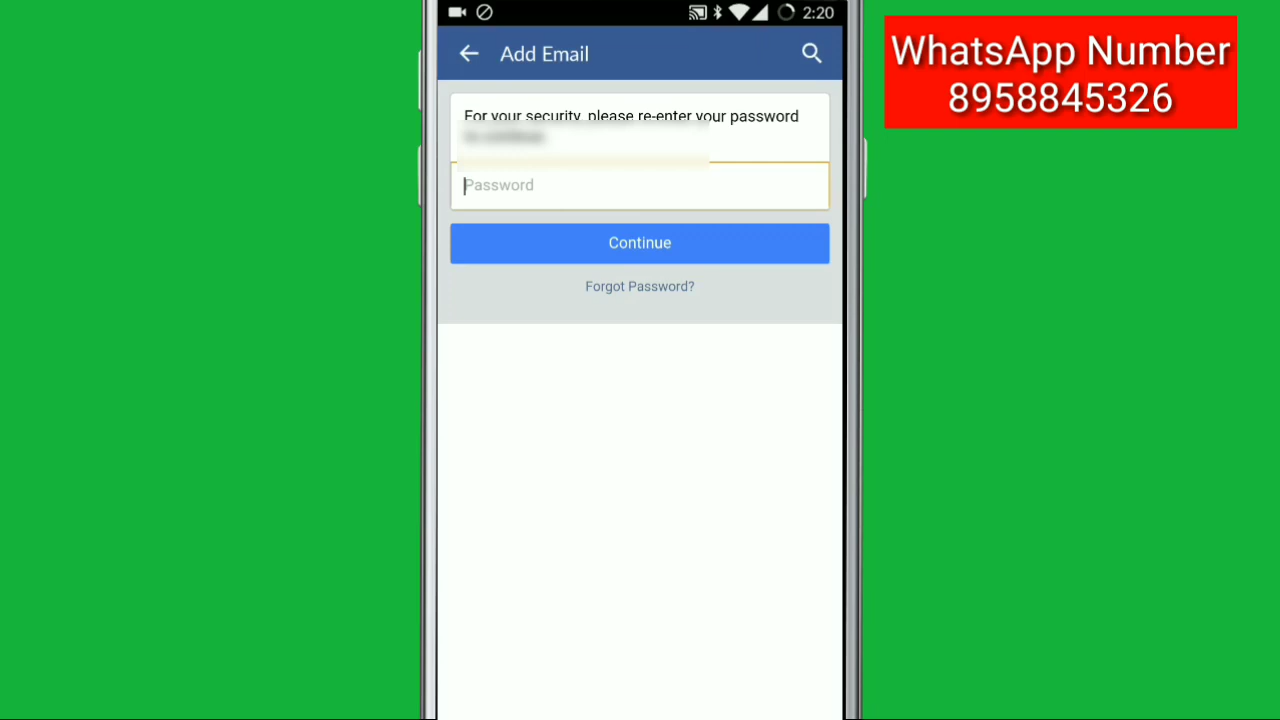 2:20
Add Email
For your security, please re-enter your password
Password
Continue
Forgot Password?
WhatsApp Number
8958845326